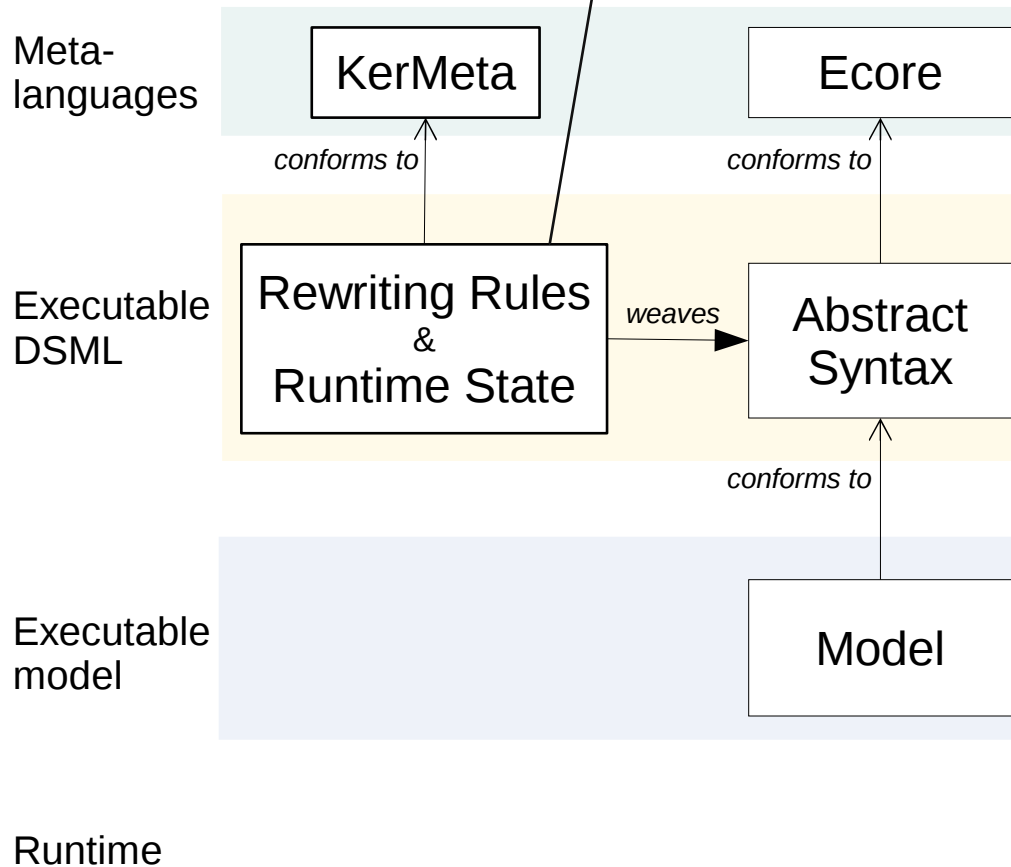 Meta-
languages
KerMeta
Ecore
conforms to
conforms to
Executable
DSML
Rewriting Rules
&
Runtime State
weaves
Abstract
Syntax
conforms to
Executable
model
Model
Runtime